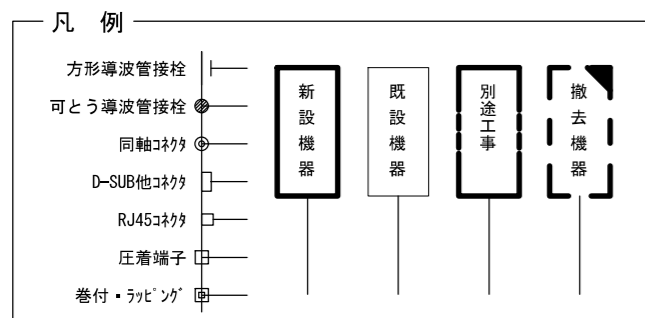 凡 例
方形導波管接栓
可とう導波管接栓
同軸ｺﾈｸﾀ
D-SUB他ｺﾈｸﾀ
RJ45ｺﾈｸﾀ
圧着端子
巻付・ﾗｯﾋﾟﾝｸﾞ
新設機器
既設機器
別途工事
撤去機器